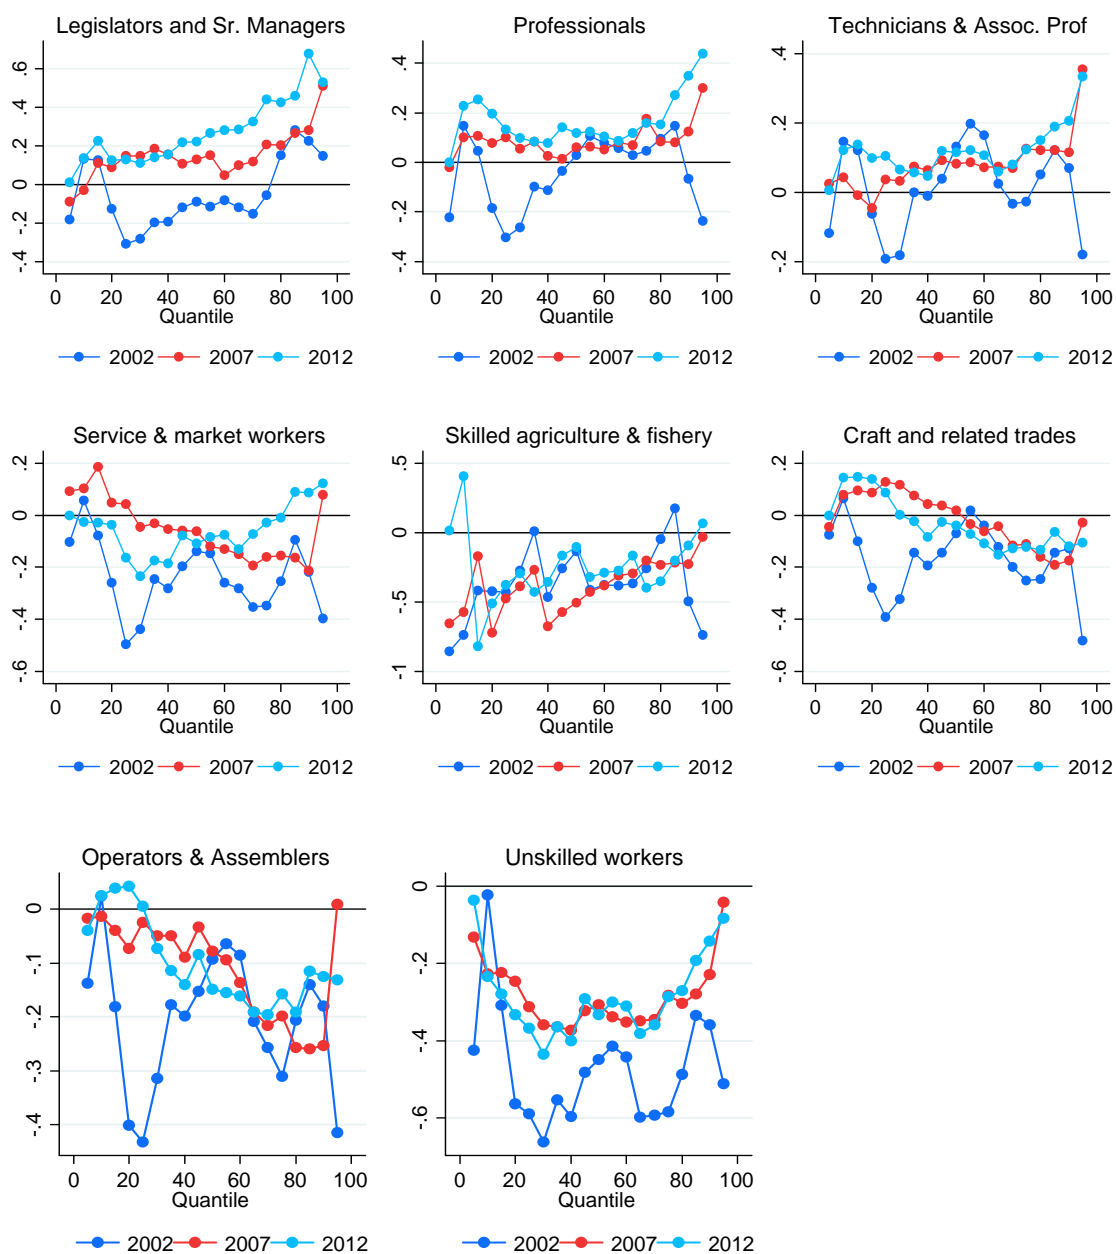 Legislators and Sr. Managers
.6
.4
.2
0
-.2
-.4
0 20 40 60 80 100
Quantile
2002 2007 2012
Professionals
.4
.2
0
-.2
-.4
0 20 40 60 80 100
Quantile
2002 2007 2012
Technicians & Assoc. Prof
.4
.2
0
-.2
0 20 40 60 80 100
Quantile
2002 2007 2012
Service & market workers
.2
0
-.2
-.4
-.6
0 20 40 60 80 100
Quantile
2002 2007 2012
Skilled agriculture & fishery
.5
0
-.5
-1
0 20 40 60 80 100
Quantile
2002 2007 2012
Craft and related trades
.2
0
-.2
-.4
-.6
0 20 40 60 80 100
Quantile
2002 2007 2012
Operators & Assemblers
0
-.1
-.2
-.3
-.4
0 20 40 60 80 100
Quantile
2002 2007 2012
Unskilled workers
0
-.2
-.4
-.6
0 20 40 60 80 100
Quantile
2002 2007 2012